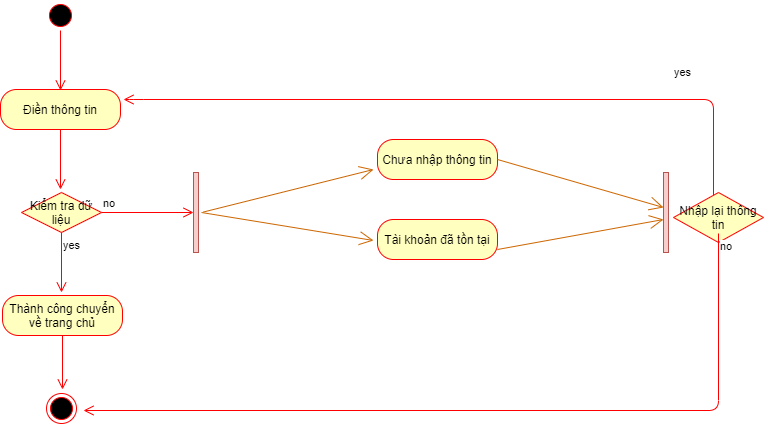 yes
Điền thông tin
Chưa nhập thông tin
Kiểm tra dữ
liệu
no
Nhập lại thông
tin
Tài khoản đã tồn tại
yes
no
Thành công chuyển
về trang chủ